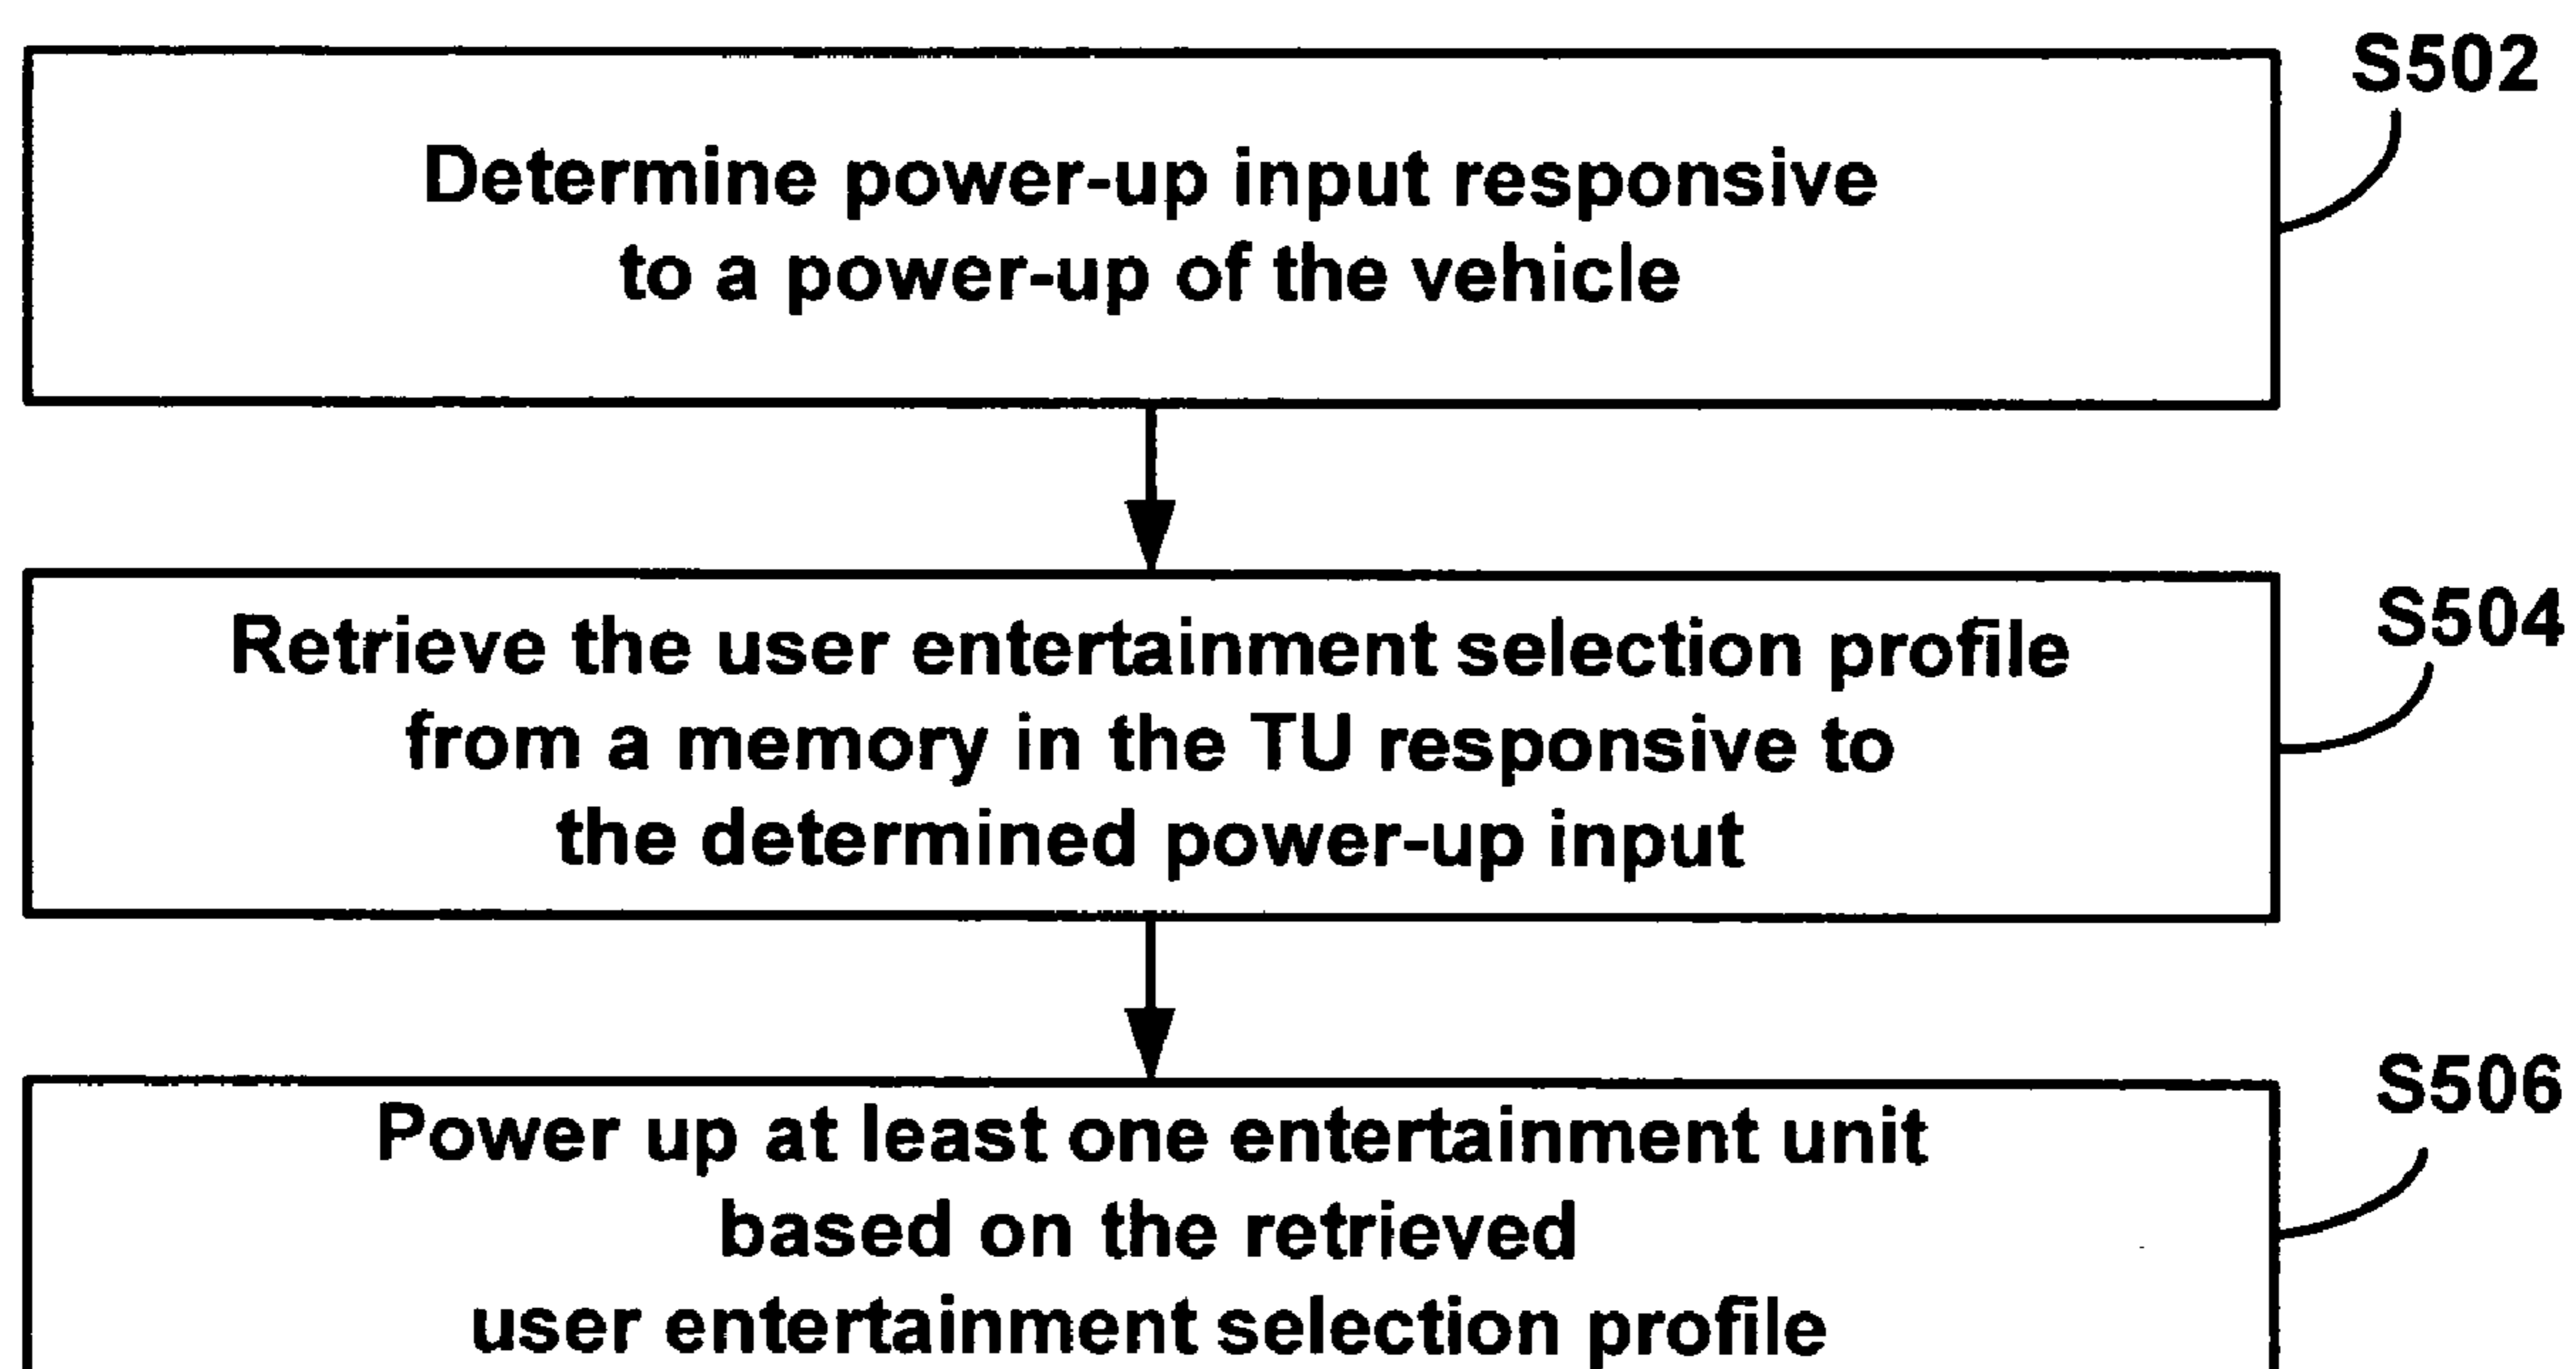 S502
Determine power-up input responsive
to a power-up of the vehicle
S504
Retrieve the user entertainment selection profile
from a memory in the TU responsive to
the determined power-up input
S506
Power up at least one entertainment unit
based on the retrieved
user entertainment selection profile